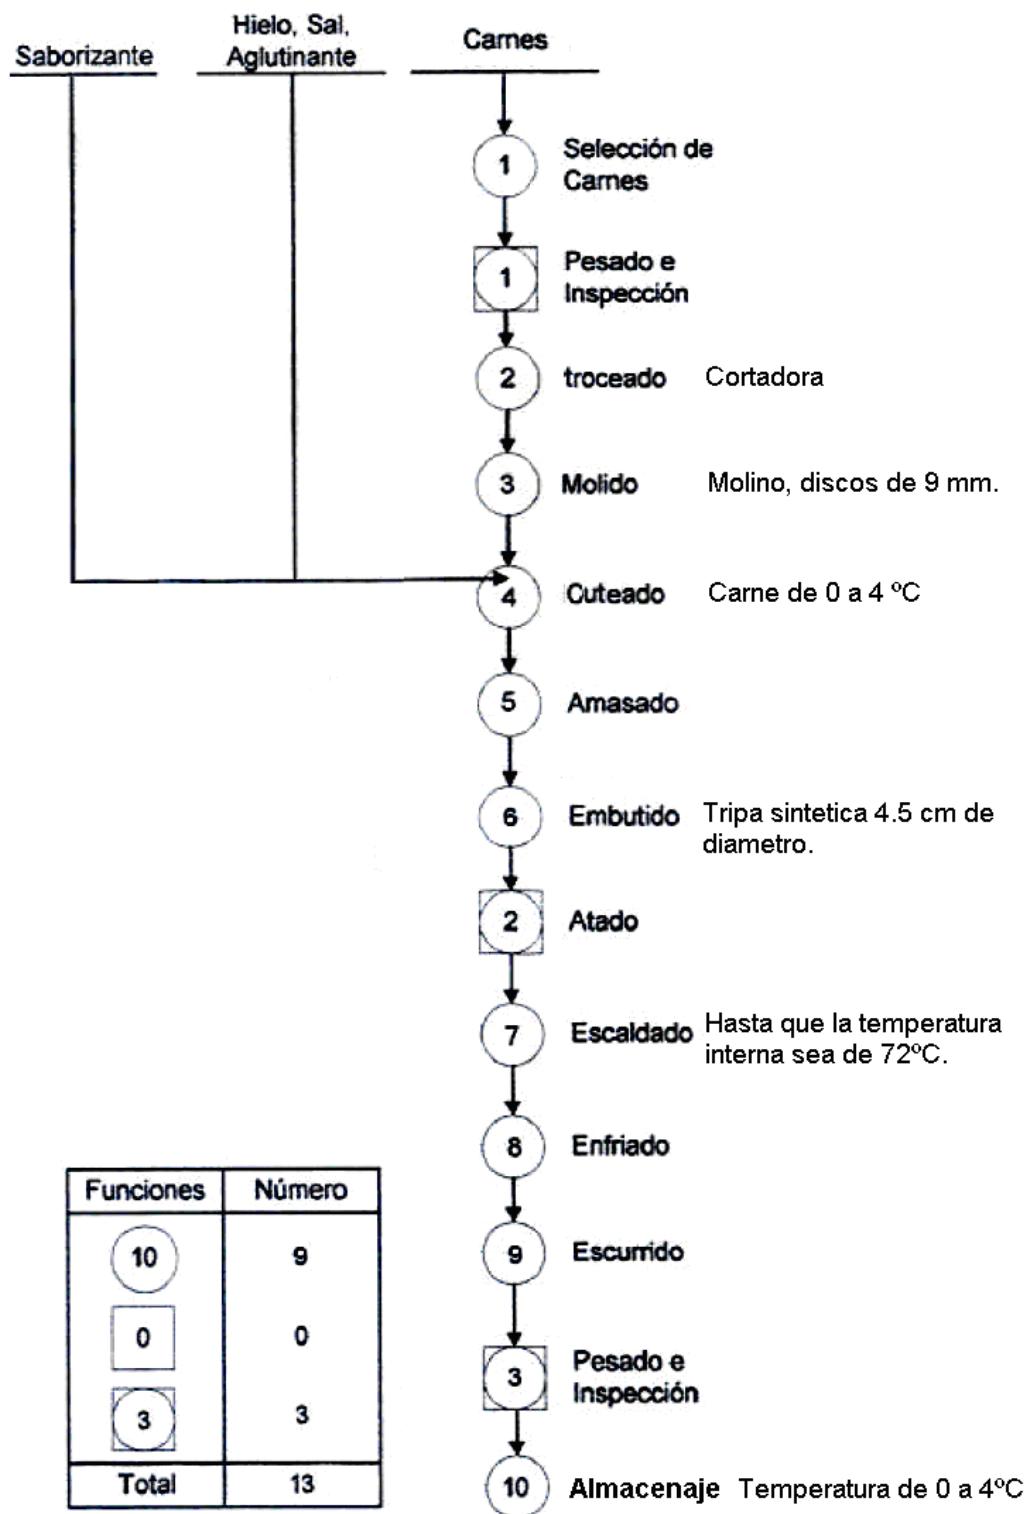 Saborizante
Hielo, Sal,
Aglutinante
Carnes
1
Selección de
Carnes
1
Pesado e
Inspección
2
troceado
Cortadora
3
Molido
Molino, discos de 9 mm.
4
Cuteado
Carne de 0 a 4 ºC
5
Amasado
6
Embutido
Tripa sintetica 4.5 cm de
diametro.
2
Atado
7
Escaldado
Hasta que la temperatura
interna sea de 72ºC.
8
Enfriado
9
Escurrido
3
Pesado e
Inspección
10
Almacenaje
Temperatura de 0 a 4ºC
Funciones Número
10 9
0 0
3 3
Total 13